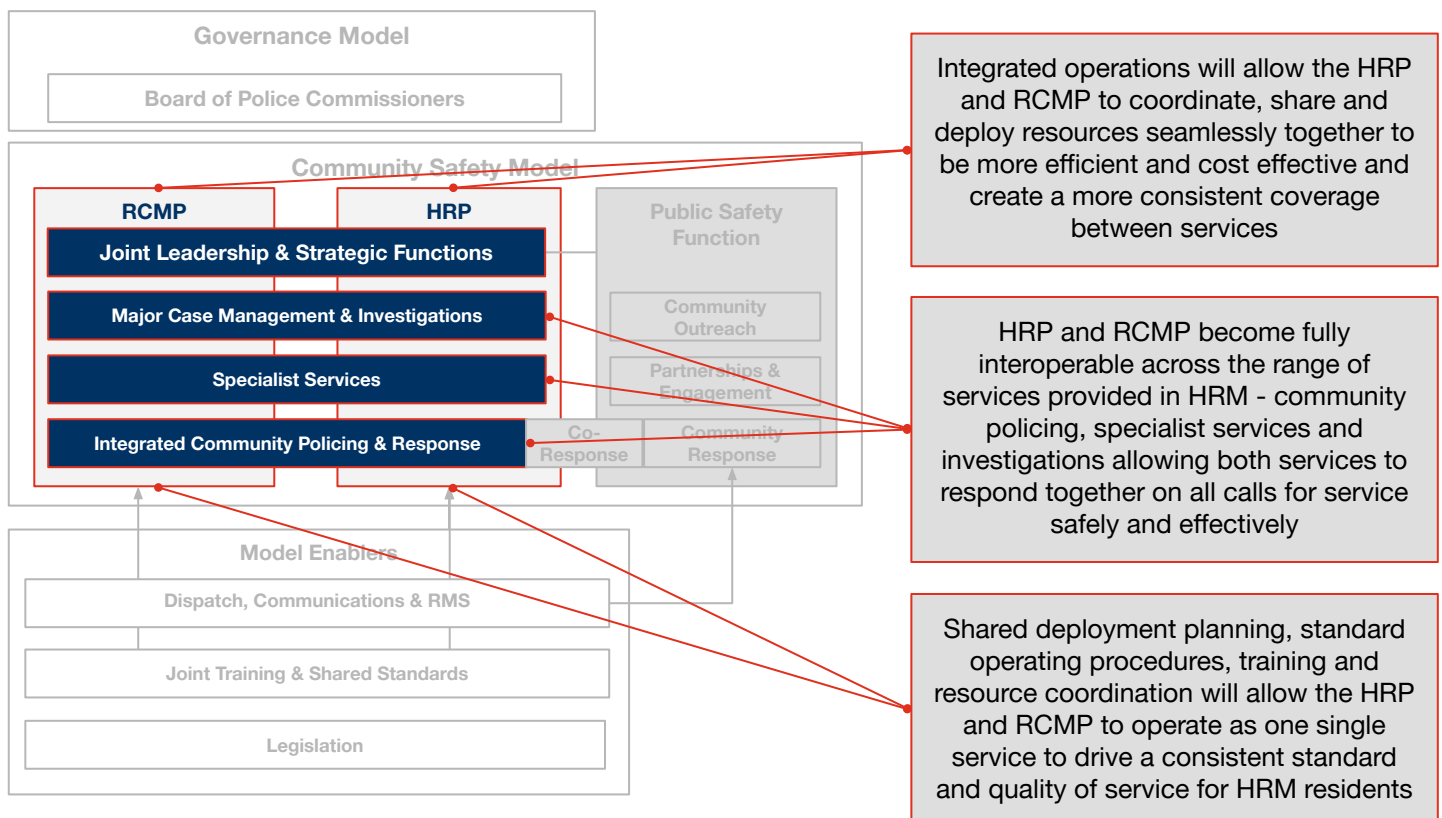 Governance Model
Board of Police Commissioners
Community Safety Model
RCMP
HRP
Public Safety
Function
Joint Leadership & Strategic Functions
Major Case Management & Investigations
Community
Outreach
Specialist Services
Partnerships &
Engagement
Integrated Community Policing & Response
Co-
Response
Community
Response
Model Enablers
Dispatch, Communications & RMS
Joint Training & Shared Standards
Legislation
Integrated operations will allow the HRP
and RCMP to coordinate, share and
deploy resources seamlessly together to
be more efficient and cost effective and
create a more consistent coverage
between services
HRP and RCMP become fully
interoperable across the range of
services provided in HRM - community
policing, specialist services and
investigations allowing both services to
respond together on all calls for service
safely and effectively
Shared deployment planning, standard
operating procedures, training and
resource coordination will allow the HRP
and RCMP to operate as one single
service to drive a consistent standard
and quality of service for HRM residents